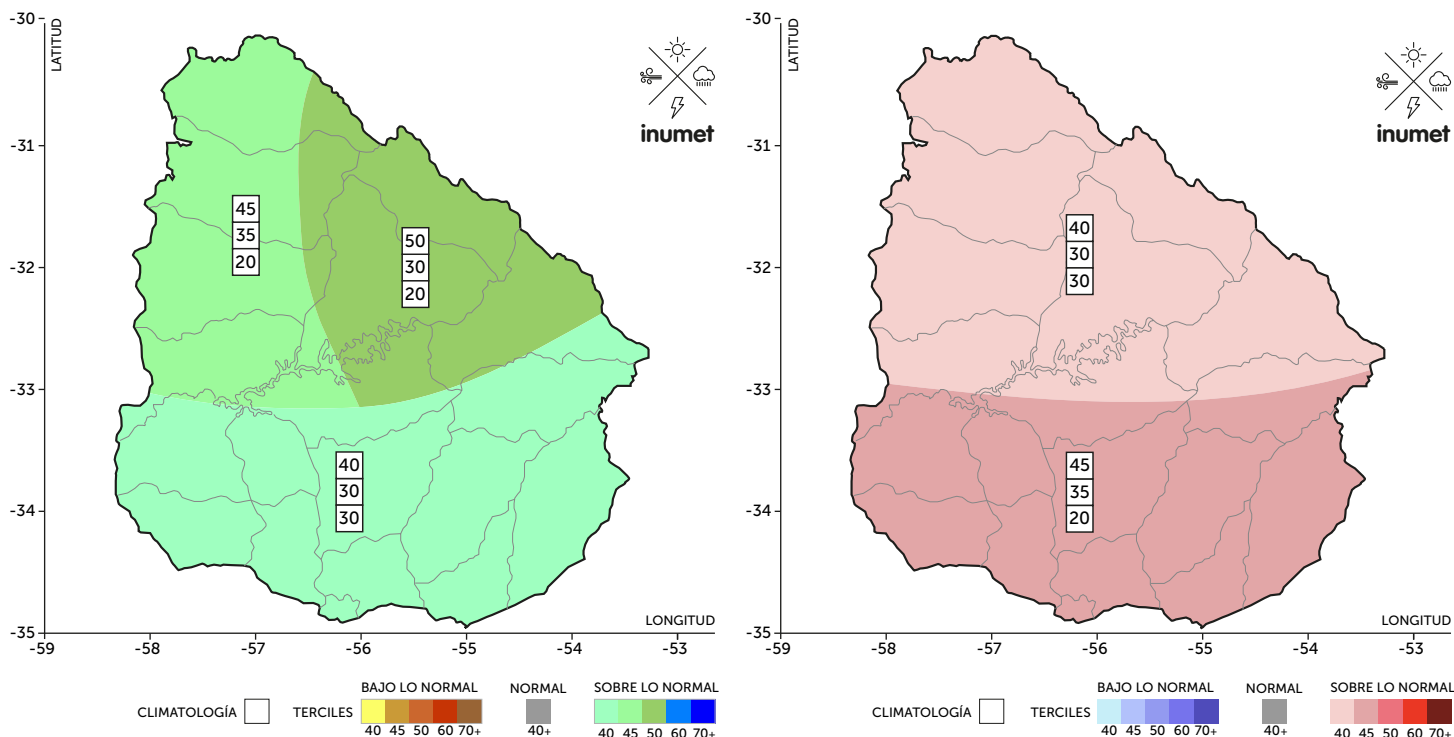 -30
LATITUD
inumet
-31
45
35
20
50
30
20
-32
-33
40
30
30
-34
LONGITUD
-35
-59 -58 -57 -56 -55 -54 -53
CLIMATOLOGÍA TERCILES BAJO LO NORMAL NORMAL SOBRE LO NORMAL
40 45 50 60 70+ 40+ 40 45 50 60 70+
-30
LATITUD
inumet
-31
40
30
30
-32
-33
45
35
20
-34
LONGITUD
-35
-59 -58 -57 -56 -55 -54 -53
CLIMATOLOGÍA TERCILES BAJO LO NORMAL NORMAL SOBRE LO NORMAL
40 45 50 60 70+ 40+ 40 45 50 60 70+